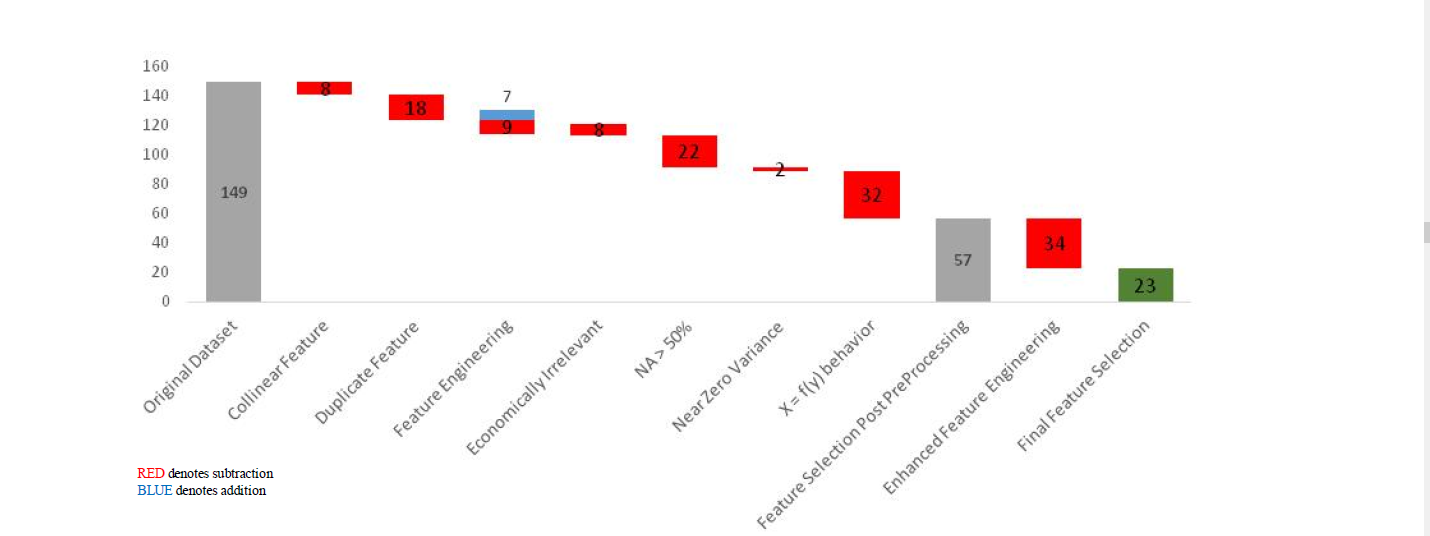 160
140
120
100
80
60
40
20
0
149
8
18
7
9
8
22
2
32
57
34
23
Original Dataset
Collinear Feature
Duplicate Feature
Feature Engineering
Economically Irrelevant
NA > 50%
Near Zero Variance
X = f(y) behavior
Feature Selection Post PreProcessing
Enhanced Feature Engineering
Final Feature Selection
RED denotes subtraction
BLUE denotes addition